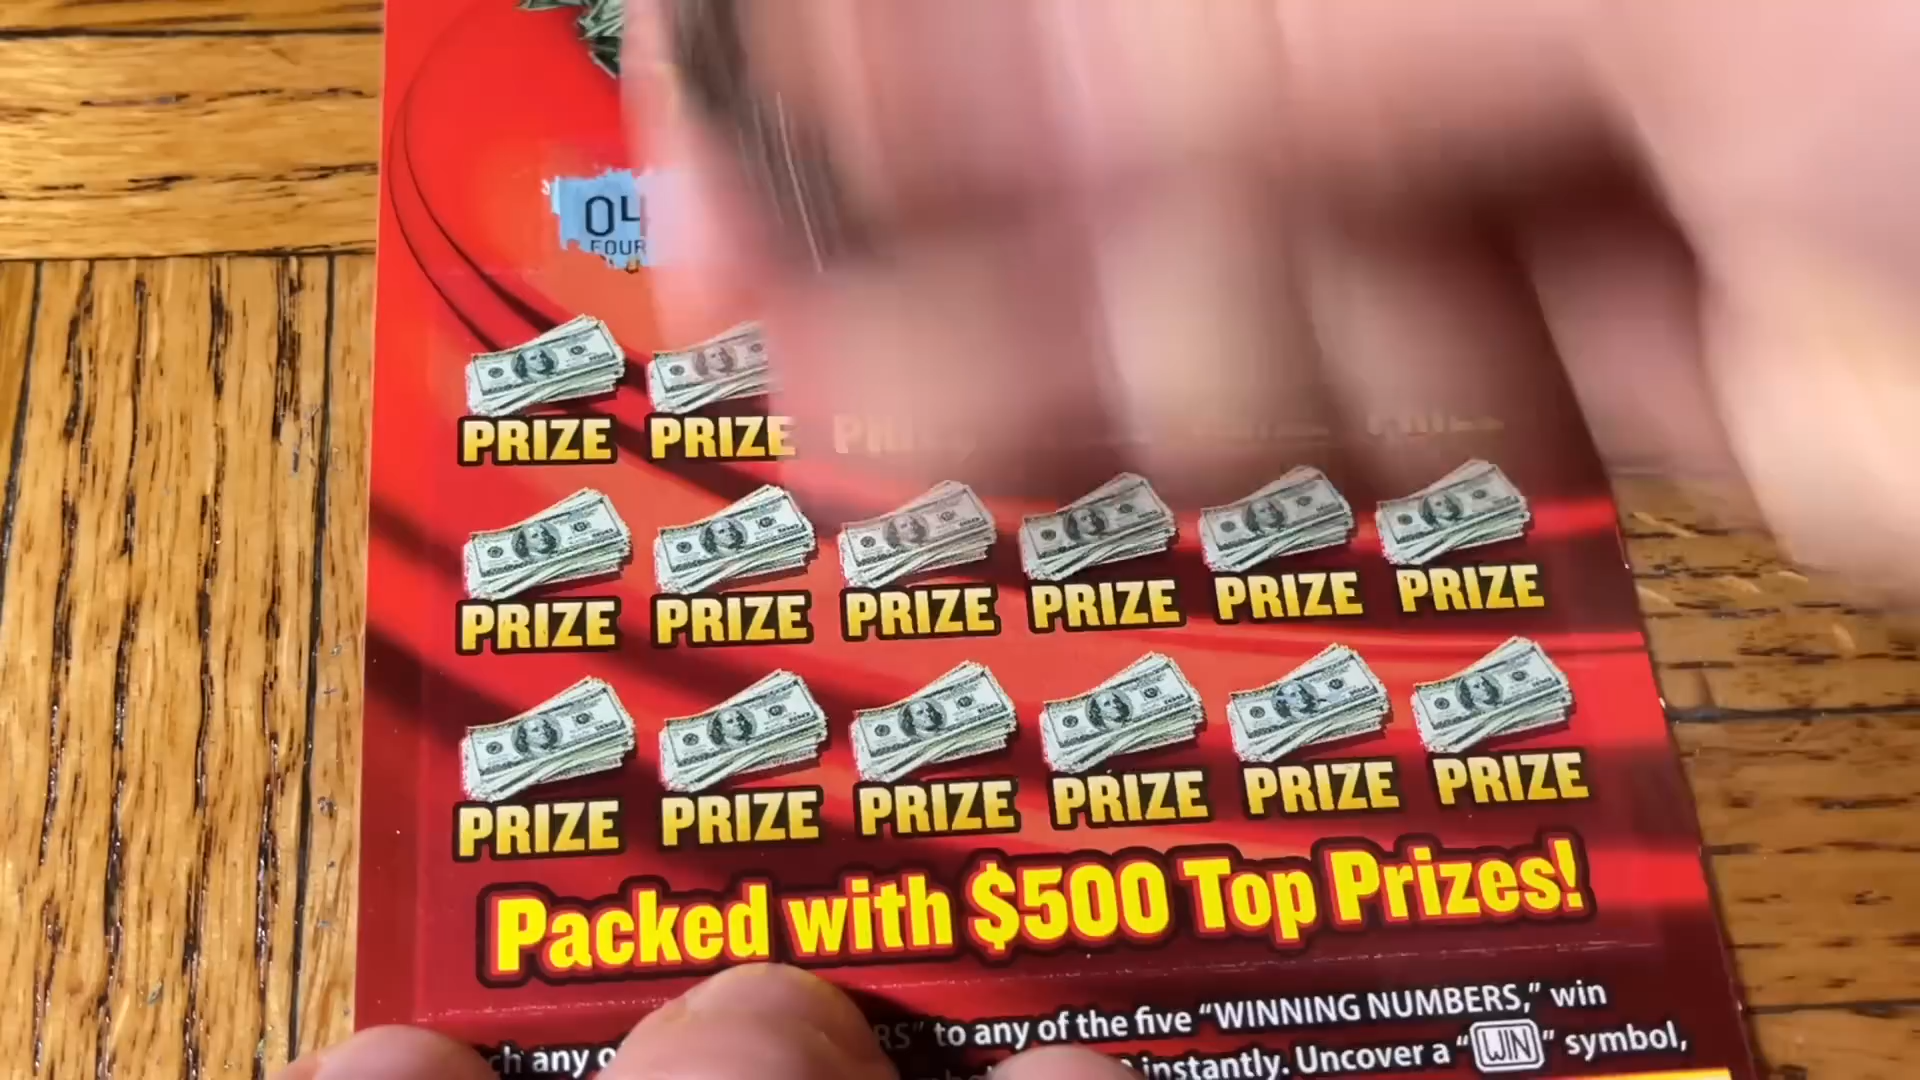 04
FOUR
PRIZE PRIZE
PRIZE PRIZE PRIZE PRIZE PRIZE PRIZE
PRIZE PRIZE PRIZE PRIZE PRIZE PRIZE
Packed with $500 Top Prizes!
any to any of the five “WINNING NUMBERS,” win
instantly. Uncover a “WIN” symbol,